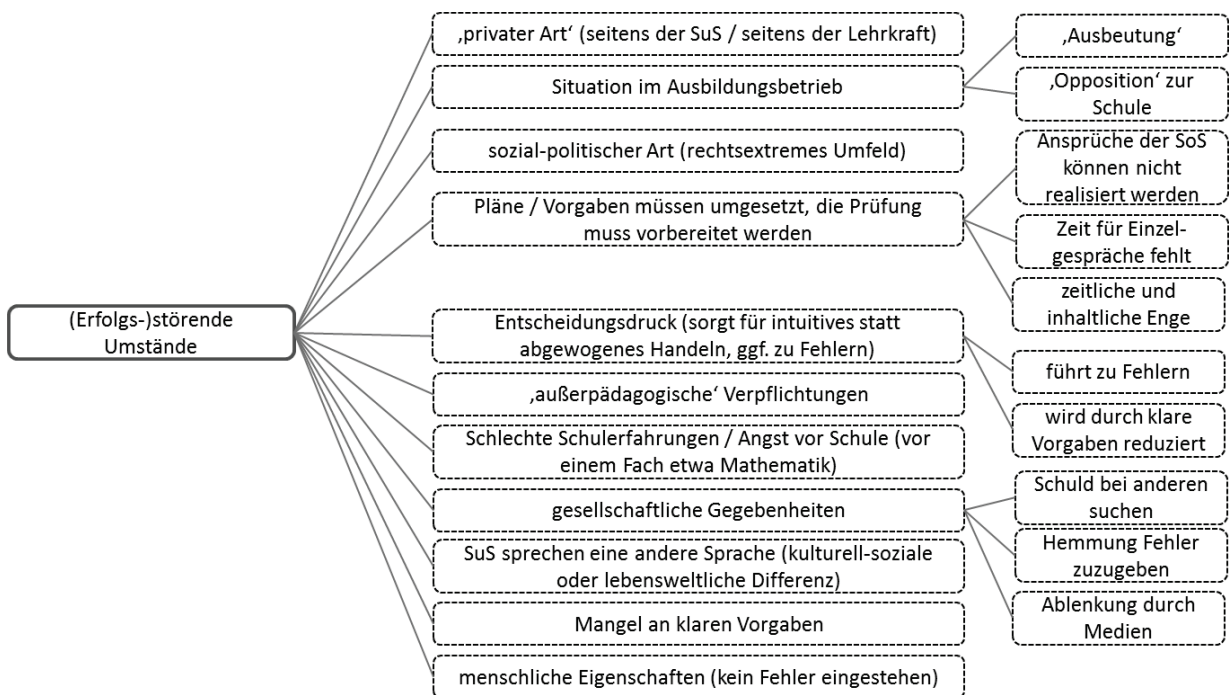 (Erfolgs-)störende
Umstände
‚privater Art‘ (seitens der SuS / seitens der Lehrkraft)
Situation im Ausbildungsbetrieb
‚Ausbeutung‘
‚Opposition‘ zur
Schule
sozial-politischer Art (rechtsextremes Umfeld)
Pläne / Vorgaben müssen umgesetzt, die Prüfung
muss vorbereitet werden
Ansprüche der SoS
können nicht
realisiert werden
Zeit für Einzel-
gespräche fehlt
zeitliche und
inhaltliche Enge
Entscheidungsdruck (sorgt für intuitives statt
abgewogenes Handeln, ggf. zu Fehlern)
führt zu Fehlern
wird durch klare
Vorgaben reduziert
‚außerpädagogische‘ Verpflichtungen
Schlechte Schulerfahrungen / Angst vor Schule (vor
einem Fach etwa Mathematik)
gesellschaftliche Gegebenheiten
Schuld bei anderen
suchen
Hemmung Fehler
zuzugeben
Ablenkung durch
Medien
SuS sprechen eine andere Sprache (kulturell-soziale
oder lebensweltliche Differenz)
Mangel an klaren Vorgaben
menschliche Eigenschaften (kein Fehler eingestehen)